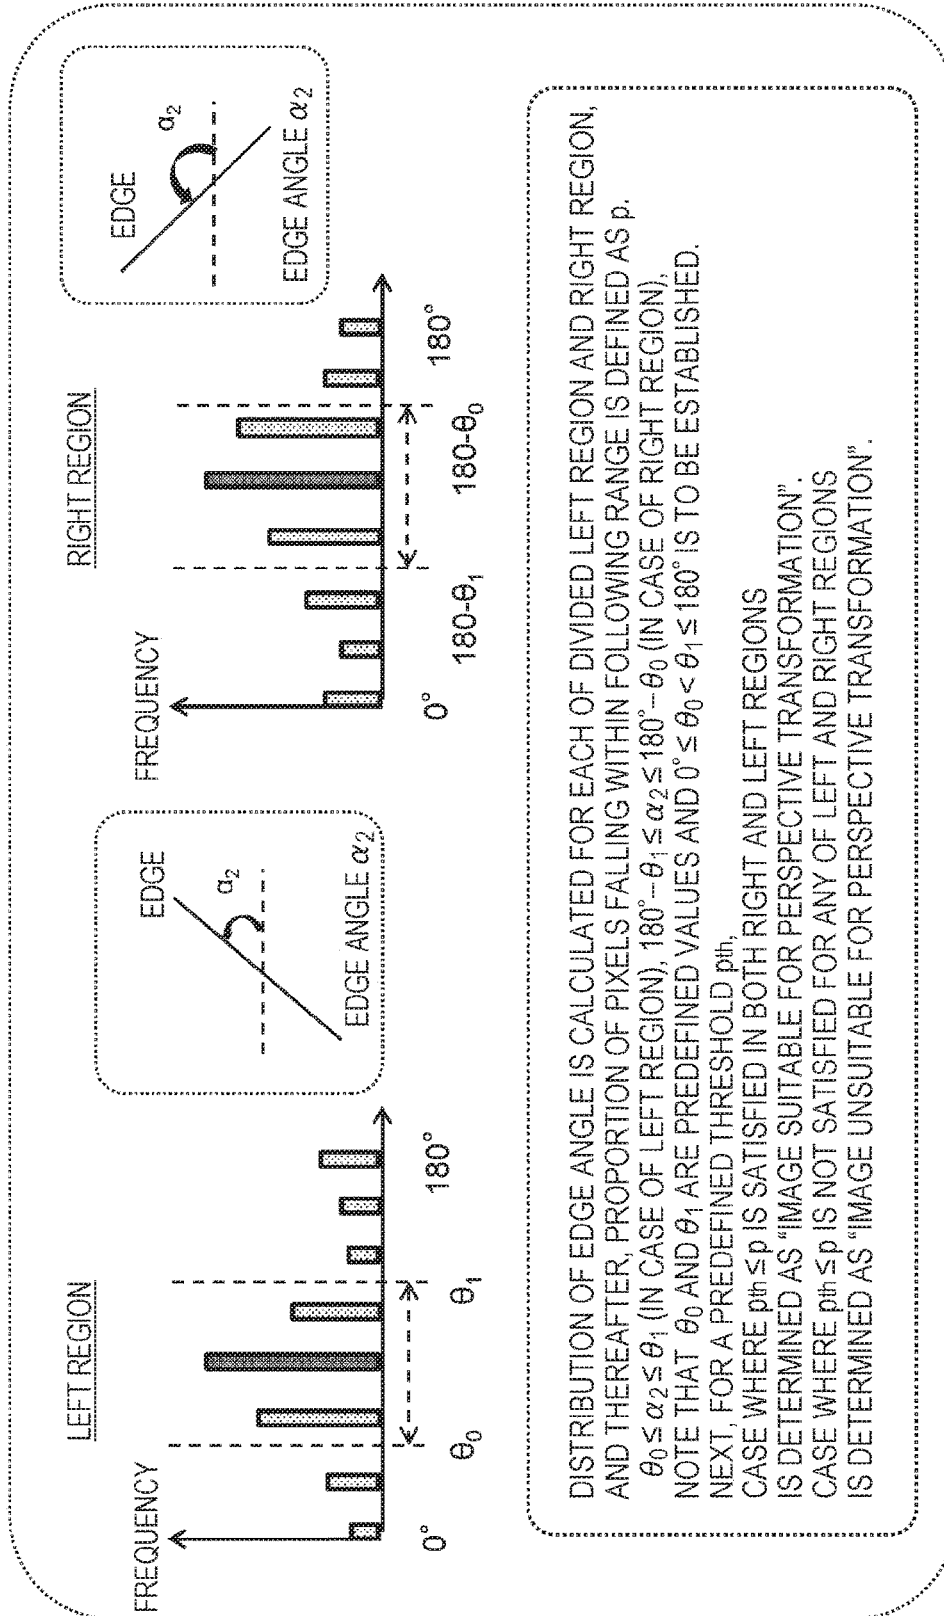 LEFT REGION
FREQUENCY
0°
θ0
θ1
180°
EDGE
α2
EDGE ANGLE α2
RIGHT REGION
FREQUENCY
0°
180-θ1
180-θ0
180°
EDGE
α2
EDGE ANGLE α2
DISTRIBUTION OF EDGE ANGLE IS CALCULATED FOR EACH OF DIVIDED LEFT REGION AND RIGHT REGION,
AND THEREAFTER, PROPORTION OF PIXELS FALLING WITHIN FOLLOWING RANGE IS DEFINED AS p.
θ0 ≤ α2 ≤ θ1 (IN CASE OF LEFT REGION), 180°-θ1 ≤ α2 ≤ 180°-θ0 (IN CASE OF RIGHT REGION),
NOTE THAT θ0 AND θ1 ARE PREDEFINED VALUES AND 0° ≤ θ0 < θ1 ≤ 180° IS TO BE ESTABLISHED.
NEXT, FOR A PREDEFINED THRESHOLD pth,
CASE WHERE pth ≤ p IS SATISFIED IN BOTH RIGHT AND LEFT REGIONS
IS DETERMINED AS "IMAGE SUITABLE FOR PERSPECTIVE TRANSFORMATION".
CASE WHERE pth ≤ p IS NOT SATISFIED FOR ANY OF LEFT AND RIGHT REGIONS
IS DETERMINED AS "IMAGE UNSUITABLE FOR PERSPECTIVE TRANSFORMATION".